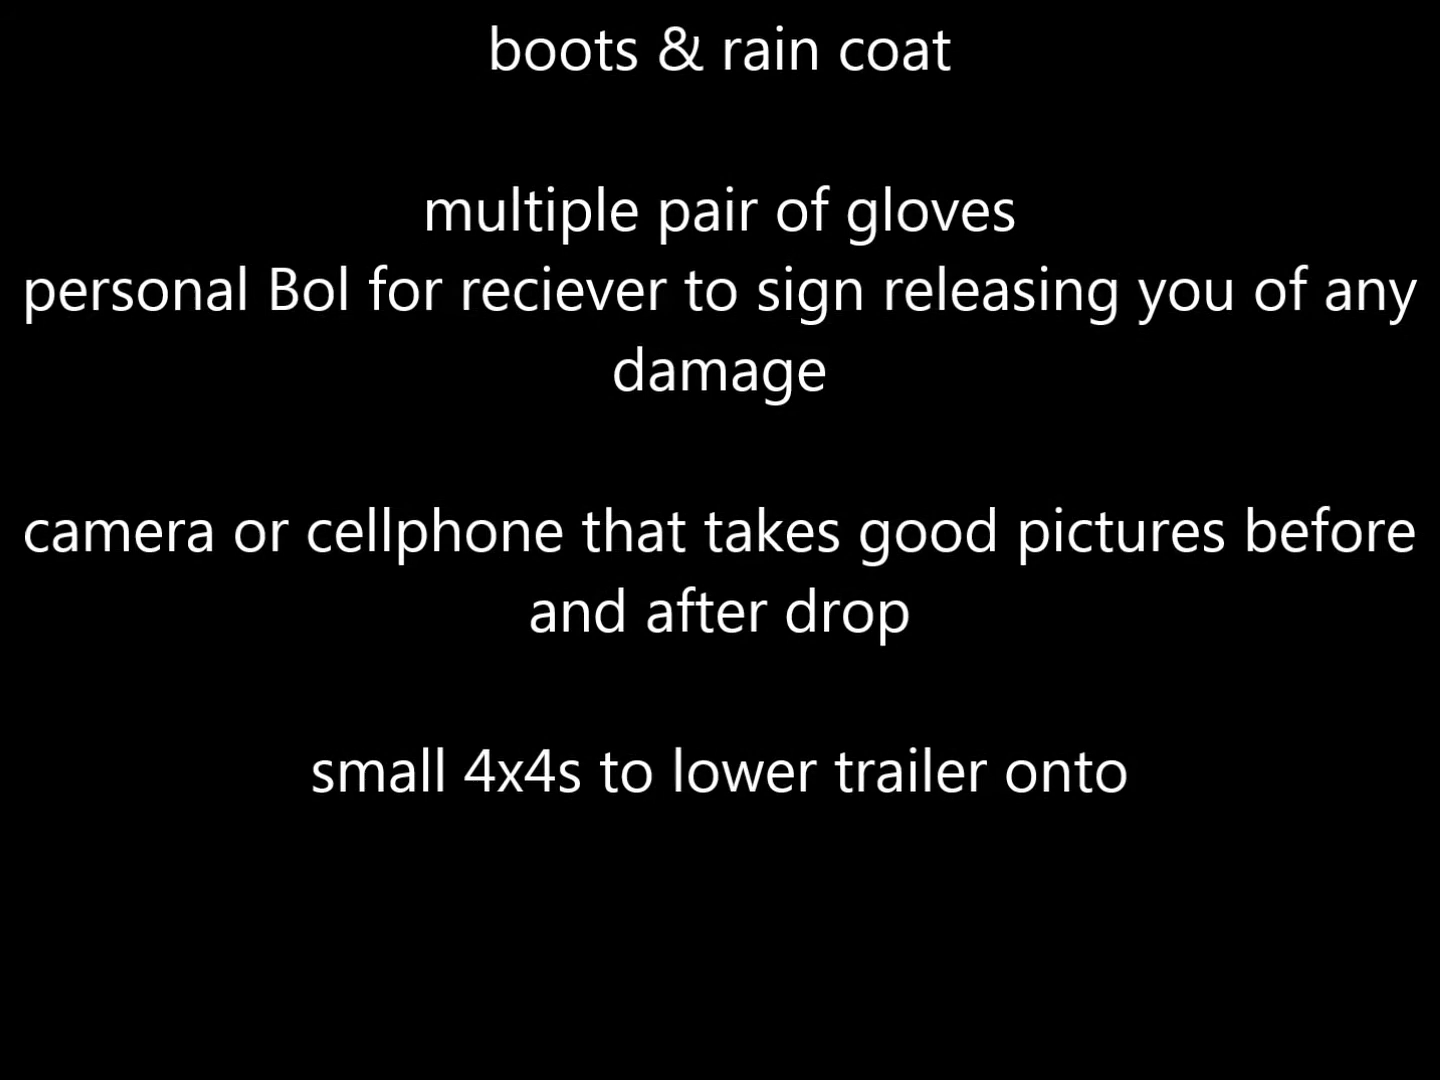 boots & rain coat
multiple pair of gloves
personal Bol for reciever to sign releasing you of any
damage
camera or cellphone that takes good pictures before
and after drop
small 4x4s to lower trailer onto